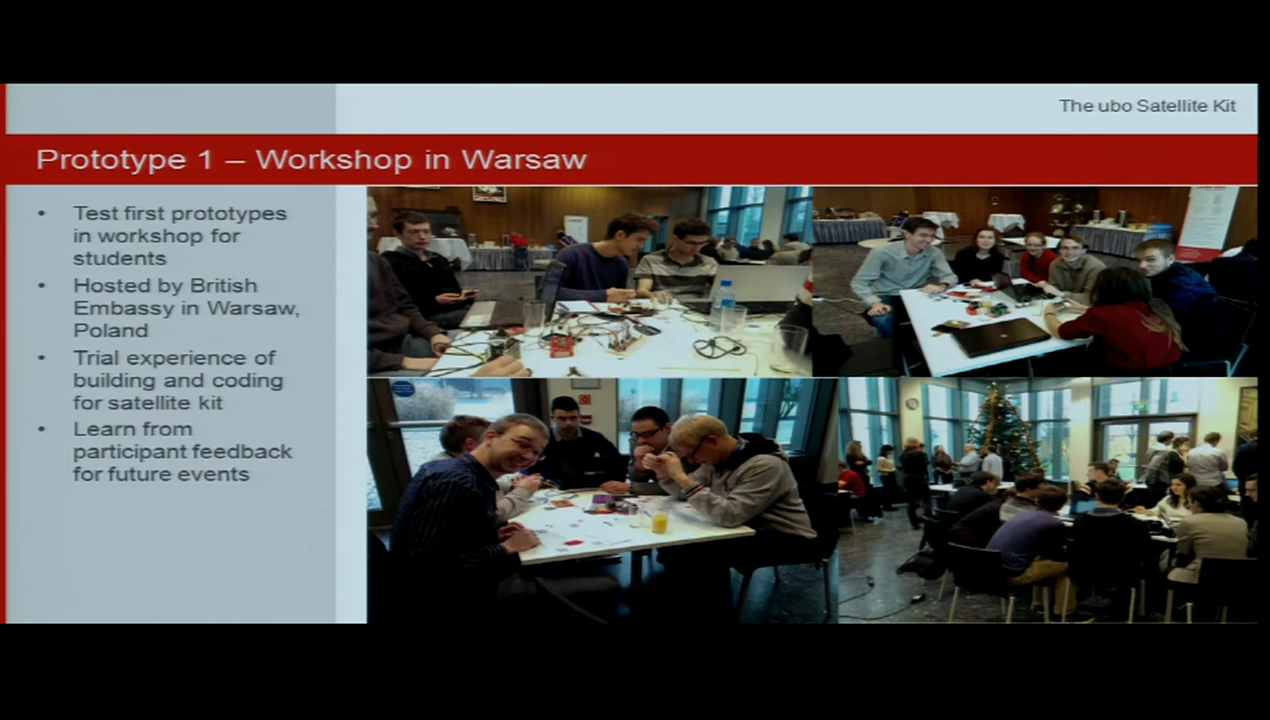 The ubo Satellite Kit
Prototype 1 – Workshop in Warsaw
• Test first prototypes
in workshop for
students
• Hosted by British
Embassy in Warsaw,
Poland
• Trial experience of
building and coding
for satellite kit
• Learn from
participant feedback
for future events